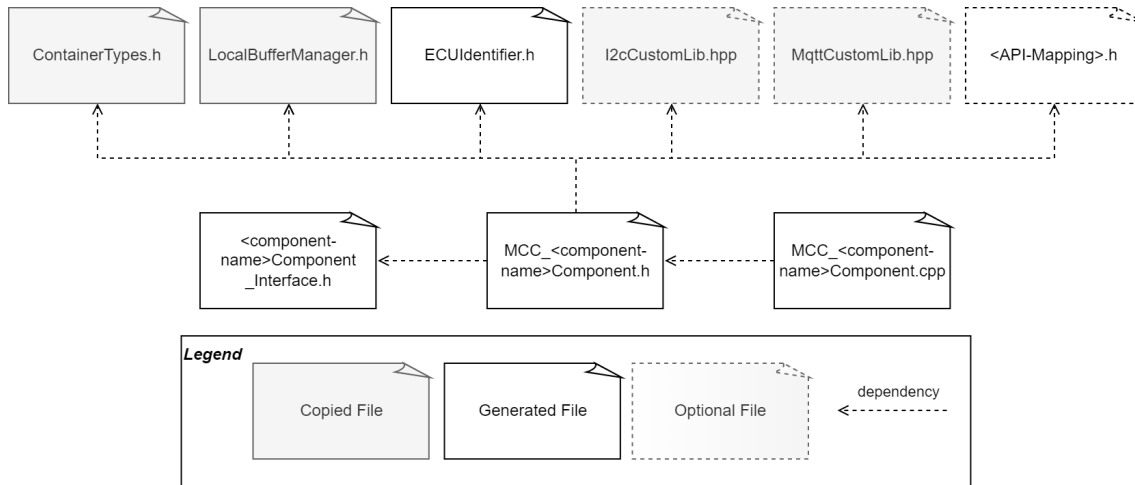 ContainerTypes.h
LocalBufferManager.h
ECUIdentifier.h
I2cCustomLib.hpp
MqttCustomLib.hpp
<API-Mapping>.h
<component-
name>Component
_Interface.h
MCC_<component-
name>Component.h
MCC_<component-
name>Component.cpp
Legend
Copied File
Generated File
Optional File
dependency